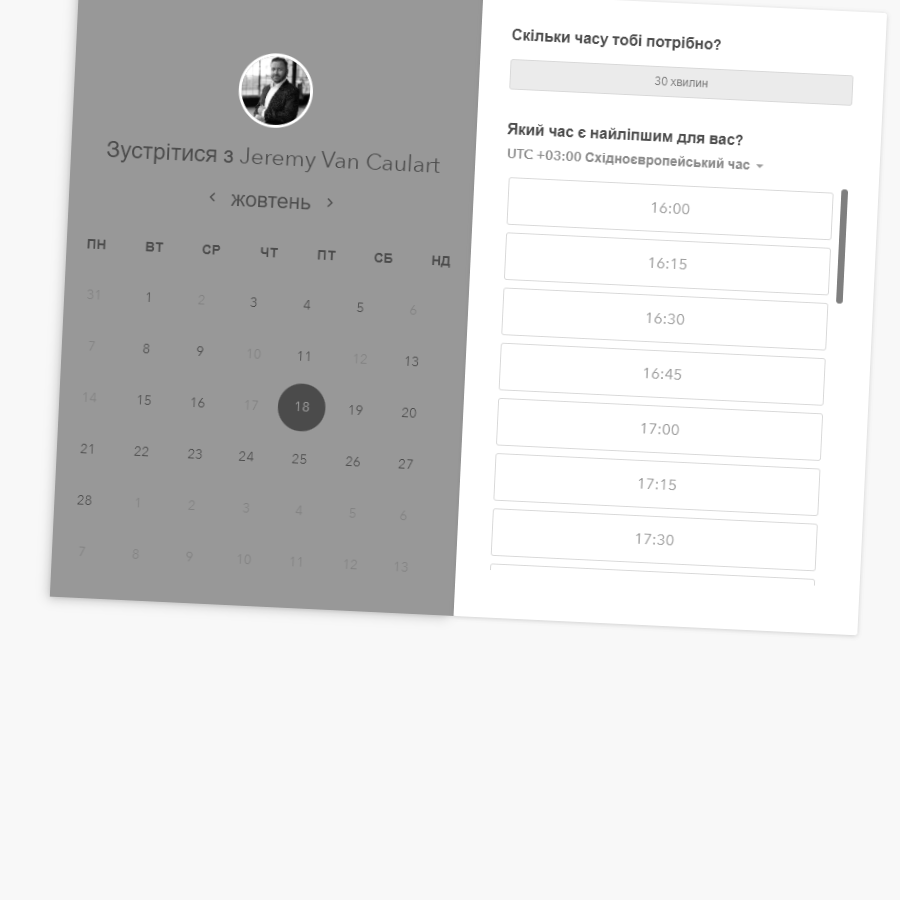 Зустрітися з Jeremy Van Caulart
жовтень
ПН ВТ СР ЧТ ПТ СБ НД
31 1 2 3 4 5 6
7 8 9 10 11 12 13
14 15 16 17 18 19 20
21 22 23 24 25 26 27
28 1 2 3 4 5 6
7 8 9 10 11 12 13
Скільки часу тобі потрібно?
30 хвилин
Який час є найліпшим для вас?
UTC +03:00 Східноєвропейський час
16:00
16:15
16:30
16:45
17:00
17:15
17:30